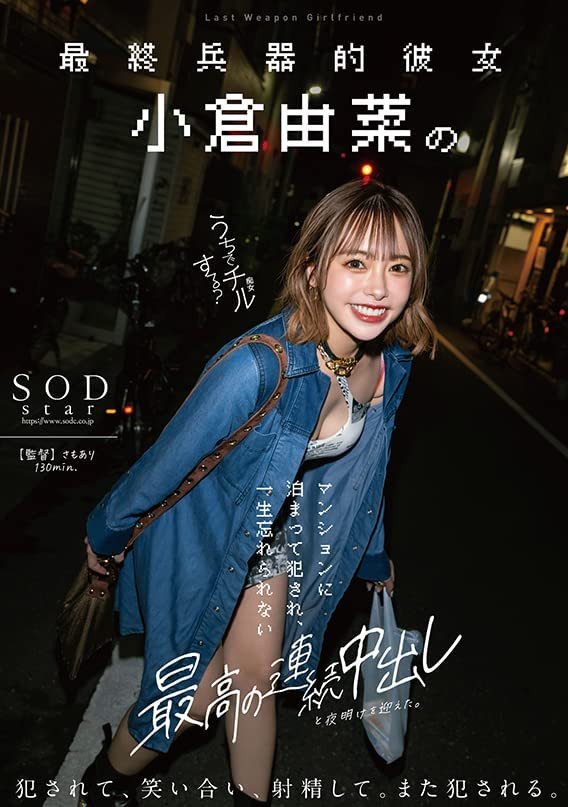 Last Weapon Girlfriend
最終兵器的彼女
小倉由菜の
うちでチル
痴女
する?
SOD
star
https://www.sodc.co.jp
【監督】さもあり
130min.
マンションに
泊まって犯され、
一生忘れられない
最高の連続中出し
と夜明けを迎えた。
犯されて、笑い合い、射精して。また犯される。